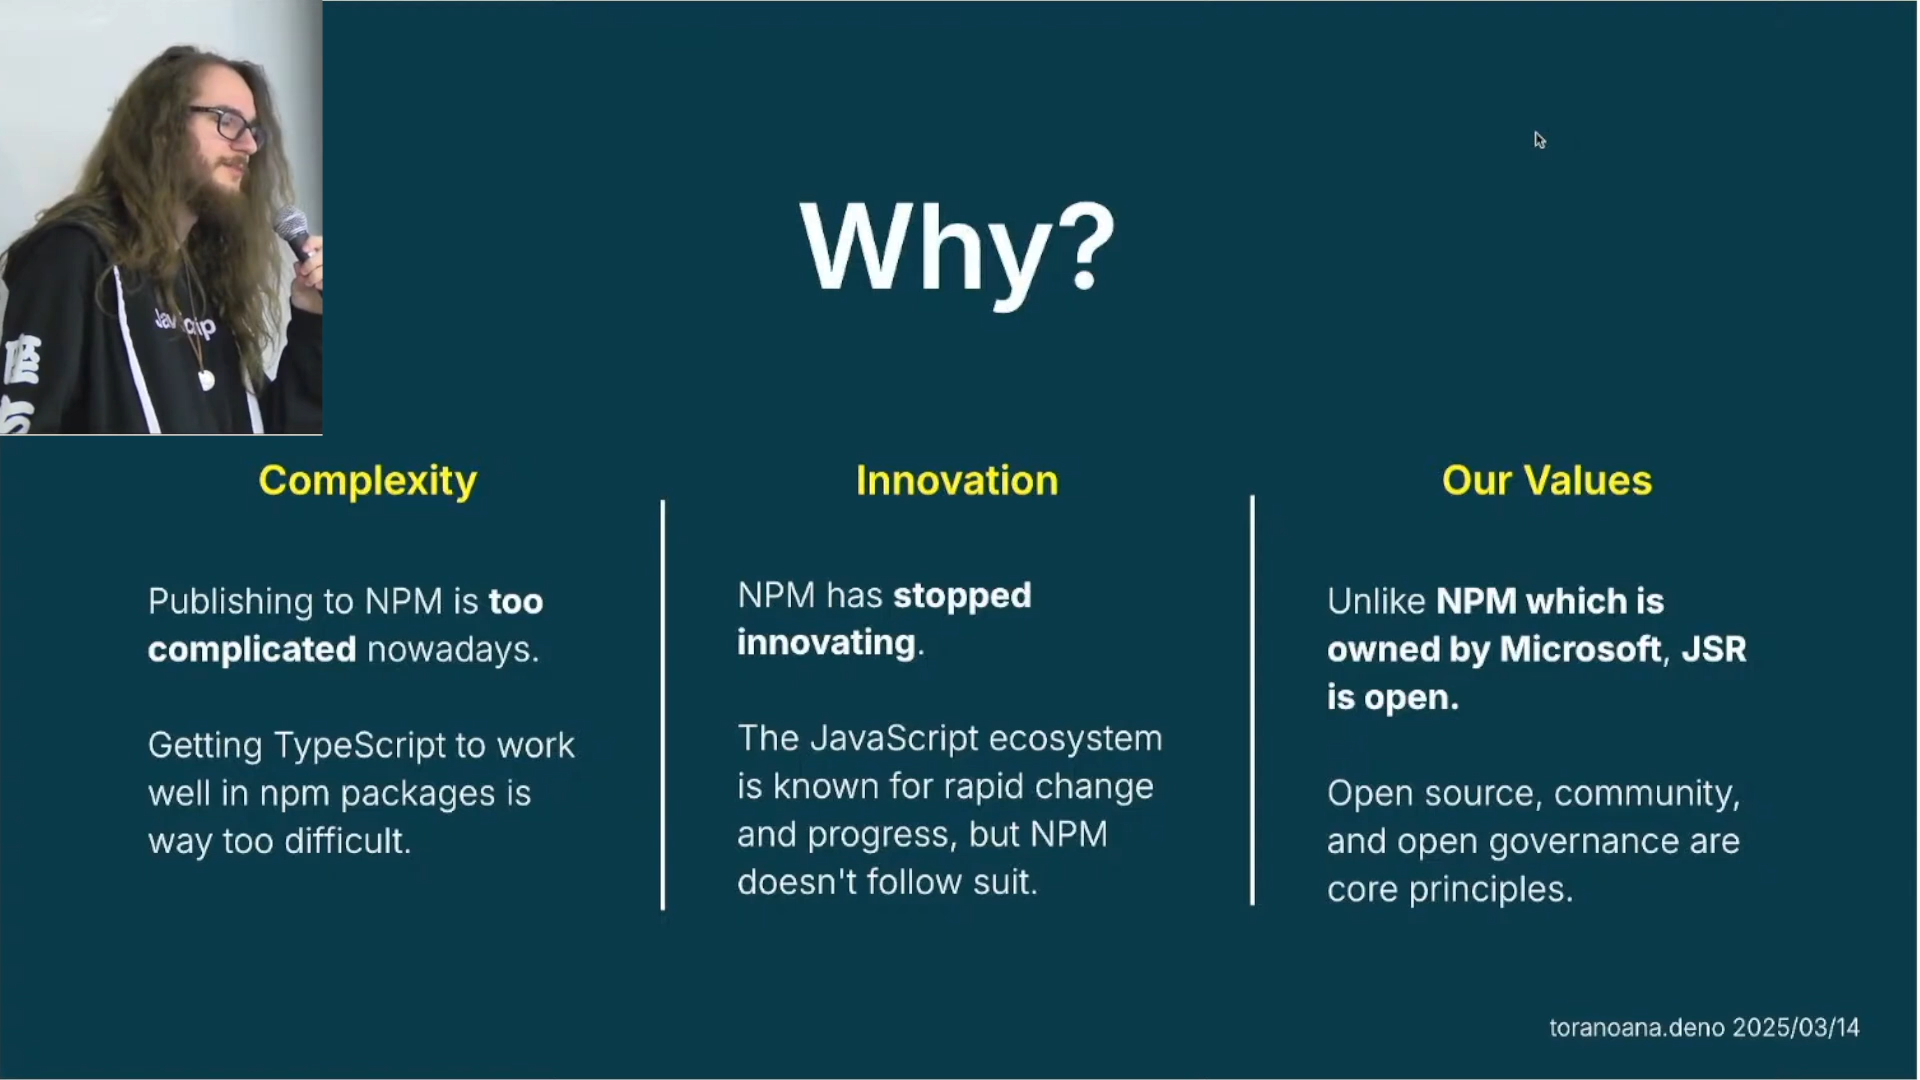 Why?
Complexity
Publishing to NPM is too
complicated nowadays.
Getting TypeScript to work
well in npm packages is
way too difficult.
Innovation
NPM has stopped
innovating.
The JavaScript ecosystem
is known for rapid change
and progress, but NPM
doesn't follow suit.
Our Values
Unlike NPM which is
owned by Microsoft, JSR
is open.
Open source, community,
and open governance are
core principles.
toranoana.deno 2025/03/14